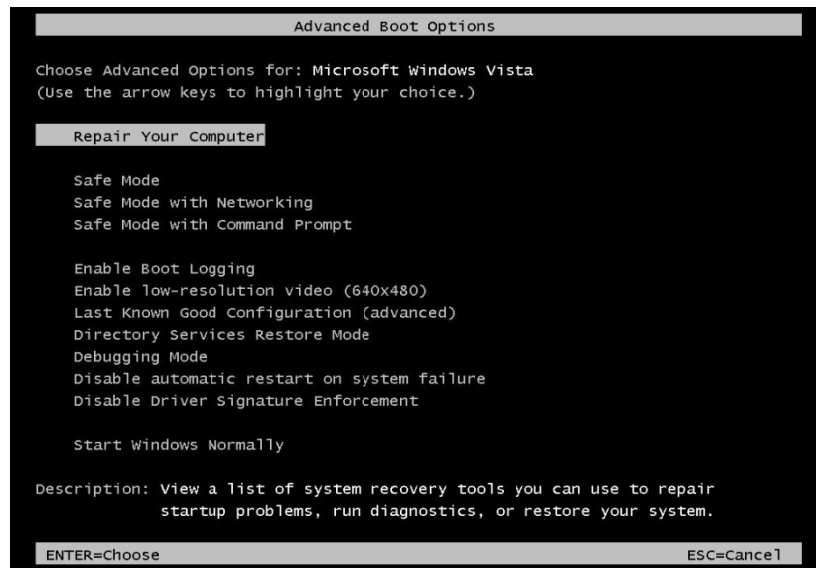 Advanced Boot Options
Choose Advanced Options for: Microsoft Windows Vista
(Use the arrow keys to highlight your choice.)
Repair Your Computer
Safe Mode
Safe Mode with Networking
Safe Mode with Command Prompt
Enable Boot Logging
Enable low-resolution video (640x480)
Last Known Good Configuration (advanced)
Directory Services Restore Mode
Debugging Mode
Disable automatic restart on system failure
Disable Driver Signature Enforcement
Start Windows Normally
Description: View a list of system recovery tools you can use to repair
startup problems, run diagnostics, or restore your system.
ENTER=Choose ESC=Cancel